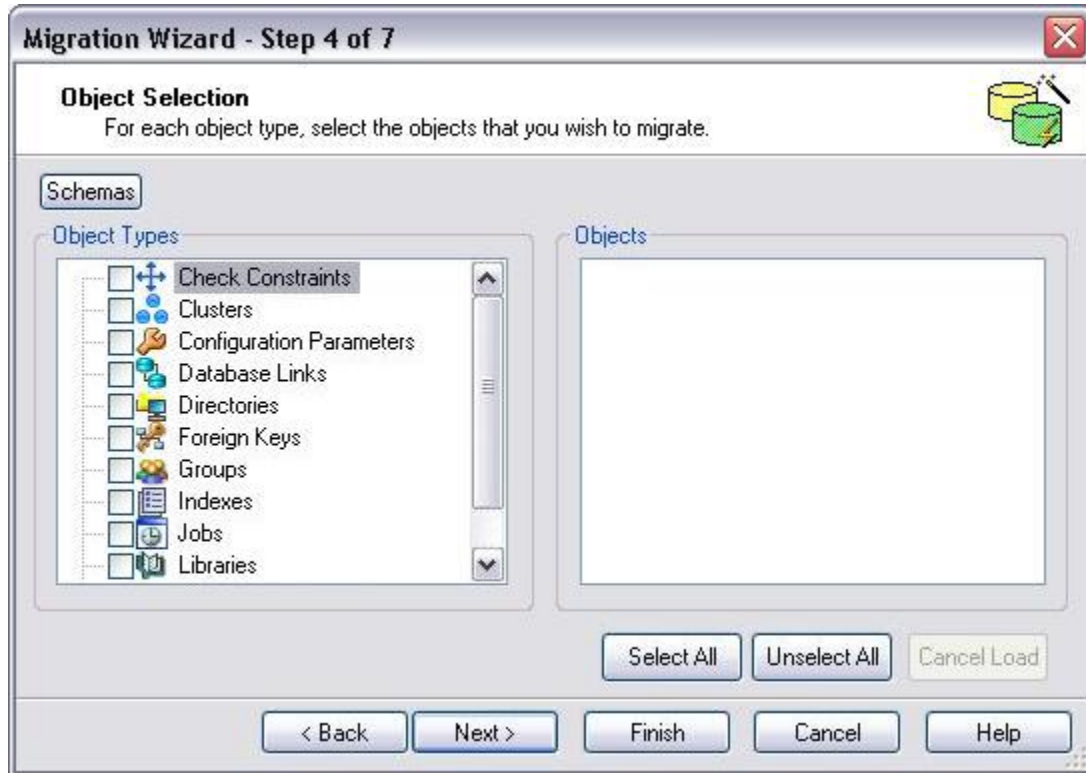 Migration Wizard - Step 4 of 7
Object Selection
For each object type, select the objects that you wish to migrate.
Schemas
Object Types
Check Constraints
Clusters
Configuration Parameters
Database Links
Directories
Foreign Keys
Groups
Indexes
Jobs
Libraries
Objects
Select All Unselect All Cancel Load
< Back Next > Finish Cancel Help